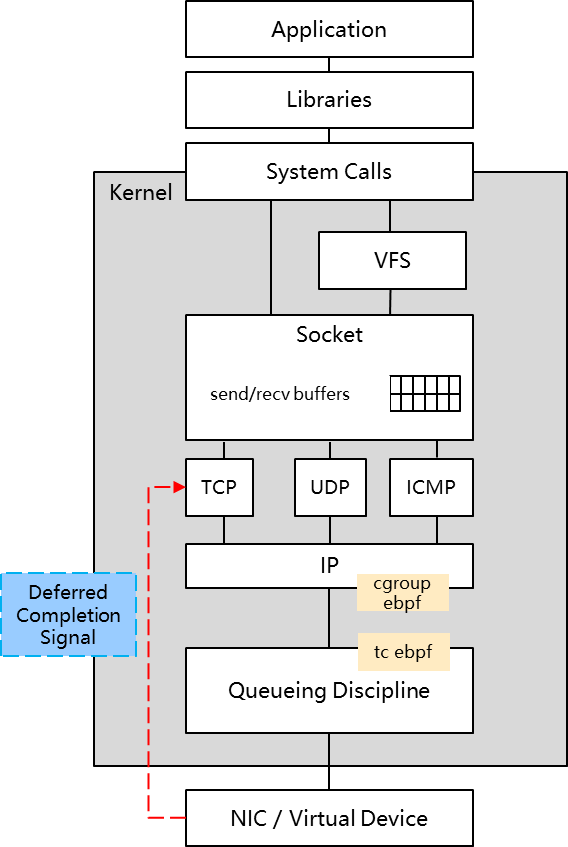 Application
Libraries
System Calls
Kernel
VFS
Socket
send/recv buffers
TCP
UDP
ICMP
IP
cgroup
ebpf
Deferred
Completion
Signal
tc ebpf
Queueing Discipline
NIC / Virtual Device